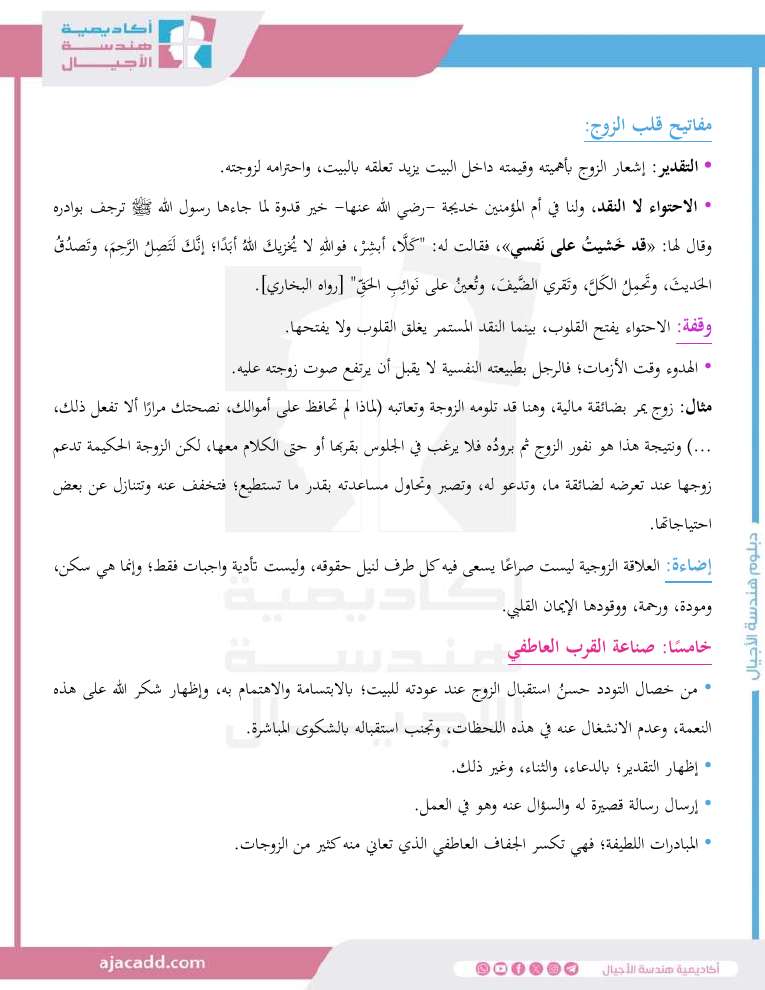 أكاديمية
هندسة
الأجيال
مفاتيح قلب الزوج:
• التقدير: إشعار الزوج بأهميته وقيمته داخل البيت يزيد تعلقه بالبيت، واحترامه لزوجته.
• الاحتواء لا النقد، ولنا في أم المؤمنين خديجة –رضي الله عنها– خير قدوة لما جاءها رسول الله ﷺ ترجف بوادره
وقال لها: «قد خَشيتُ على نَفسي»، فقالت له: "كَلَّا، أبشِرْ، فواللهِ لا يُخزيكَ اللهُ أبَدًا؛ إنَّكَ لَتَصِلُ الرَّحِمَ، وتَصدُقُ
الحَديثَ، وتَحمِلُ الكَلَّ، وتَقري الضَّيفَ، وتُعينُ على نَوائِبِ الحَقِّ" [رواه البخاري].
وقفة: الاحتواء يفتح القلوب، بينما النقد المستمر يغلق القلوب ولا يفتحها.
• الهدوء وقت الأزمات؛ فالرجل بطبيعته النفسية لا يقبل أن يرتفع صوت زوجته عليه.
مثال: زوج يمر بضائقة مالية، وهنا قد تلومه الزوجة وتعاتبه (لماذا لم تحافظ على أموالك، نصحتك مرارًا ألا تفعل ذلك،
...) ونتيجة هذا هو نفور الزوج ثم برودُه فلا يرغب في الجلوس بقربها أو حتى الكلام معها، لكن الزوجة الحكيمة تدعم
زوجها عند تعرضه لضائقة ما، وتدعو له، وتصبر وتحاول مساعدته بقدر ما تستطيع؛ فتخفف عنه وتتنازل عن بعض
احتياجاتها.
إضاءة: العلاقة الزوجية ليست صراعًا يسعى فيه كل طرف لنيل حقوقه، وليست تأدية واجبات فقط؛ وإنما هي سكن،
ومودة، ورحمة، ووقودها الإيمان القلبي.
خامسًا: صناعة القرب العاطفي
• من خصال التودد حسنُ استقبال الزوج عند عودته للبيت؛ بالابتسامة والاهتمام به، وإظهار شكر الله على هذه
النعمة، وعدم الانشغال عنه في هذه اللحظات، وتجنب استقباله بالشكوى المباشرة.
• إظهار التقدير؛ بالدعاء، والثناء، وغير ذلك.
• إرسال رسالة قصيرة له والسؤال عنه وهو في العمل.
• المبادرات اللطيفة؛ فهي تكسر الجفاف العاطفي الذي تعاني منه كثير من الزوجات.
أكاديمية
هندسة
الأجيال
دبلوم هندسة الأجيال
أكاديمية هندسة الأجيال
ajacadd.com